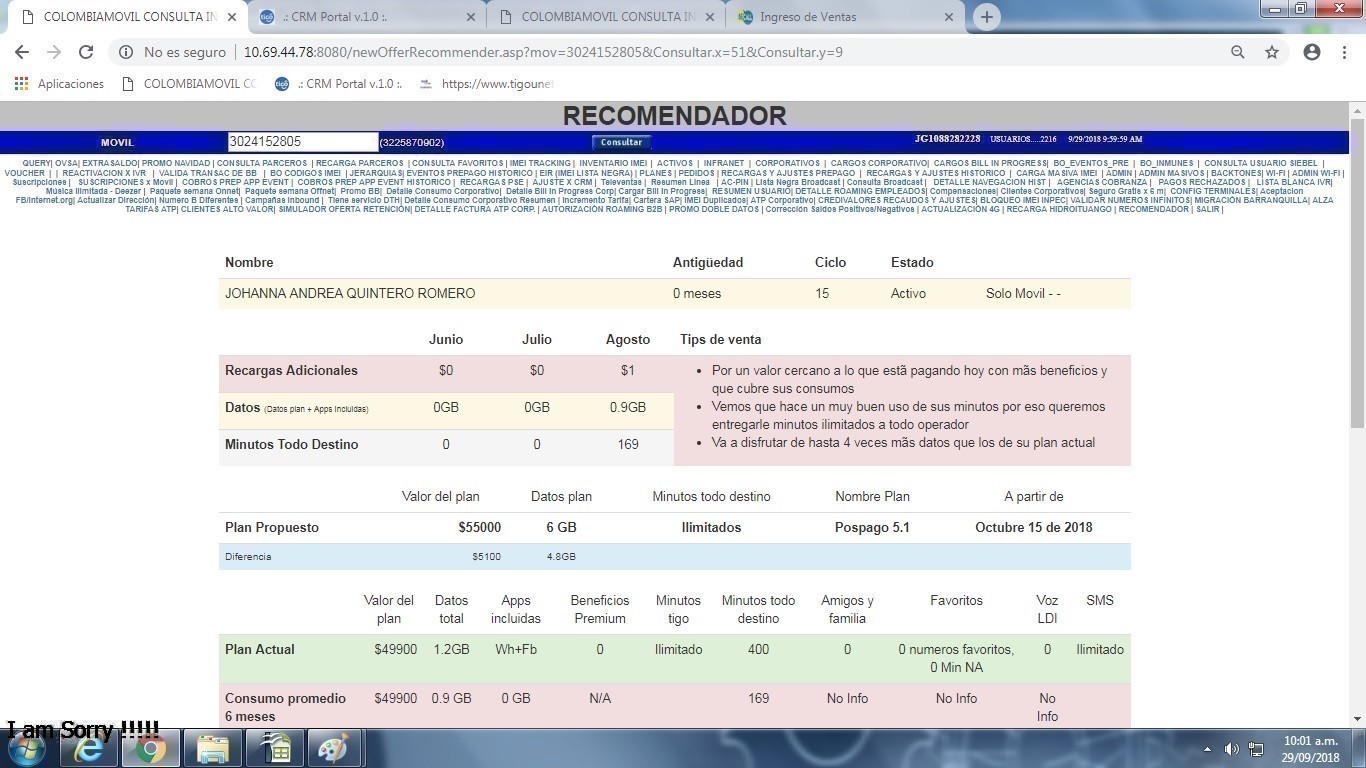 COLOMBIAMOVIL CONSULTA IN
.: CRM Portal v.1.0 :.
COLOMBIAMOVIL CONSULTA IN
Ingreso de Ventas
No es seguro | 10.69.44.78:8080/newOfferRecommender.asp?mov=3024152805&Consultar.x=51&Consultar.y=9
Aplicaciones
COLOMBIAMOVIL CO
.: CRM Portal v.1.0 :.
https://www.tigoune
RECOMENDADOR
MOVIL 3024152805 (3225870902) Consultar JG1088282228 USUARIOS.....2216 9/29/2018 9:59:59 AM
QUERY| OVSA| EXTRASALDO| PROMO NAVIDAD | CONSULTA PARCEROS | RECARGA PARCEROS | CONSULTA FAVORITOS | IMEI TRACKING | INVENTARIO IMEI | ACTIVOS | INFRANET | CORPORATIVOS | CARGOS CORPORATIVO| CARGOS BILL IN PROGRESS| BO_EVENTOS_PRE | BO_INMUNES | CONSULTA USUARIO SIEBEL |
VOUCHER | | REACTIVACION X IVR | VALIDA TRANSAC DE BB | BO CODIGOS IMEI |JERARQUIAS| EVENTOS PREPAGO HISTORICO | EIR (IMEI LISTA NEGRA) | PLANES | PEDIDOS | RECARGAS Y AJUSTES PREPAGO | RECARGAS Y AJUSTES HISTORICO | CARGA MASIVA IMEI | ADMIN | ADMIN MASIVOS | BACKTONES| WI-FI | ADMIN WI-FI |
Suscripciones | SUSCRIPCIONES x Movil | COBROS PREP APP EVENT | COBROS PREP APP EVENT HISTORICO | RECARGAS PSE | AJUSTE X CRM | Televentas | Resumen Linea | AC-PIN | Lista Negra Broadcast | Consulta Broadcast | DETALLE NAVEGACION HIST | AGENCIAS COBRANZA | PAGOS RECHAZADOS | LISTA BLANCA IVR|
Musica Ilimitada - Deezer | Paquete semana Onnet| Paquete semana Offnet| Promo BB| Detalle Consumo Corporativo| Detalle Bill In Progress Corp| Cargar Bill In Progress| RESUMEN USUARIO| DETALLE ROAMING EMPLEADOS| Compensaciones| Clientes Corporativos| Seguro Gratis x 6 m| CONFIG TERMINALES| Aceptacion
FB/Internet.org| Actualizar Dirección| Numero B Diferentes | Campañas Inbound | Tiene servicio DTH| Detalle Consumo Corporativo Resumen | Incremento Tarifa| Cartera SAP| IMEI Duplicados| ATP Corporativo| CREDIVALORES RECAUDOS Y AJUSTES| BLOQUEO IMEI INPEC| VALIDAR NUMEROS INFINITOS| MIGRACIÓN BARRANQUILLA| ALZA
TARIFAS ATP| CLIENTES ALTO VALOR| SIMULADOR OFERTA RETENCIÓN| DETALLE FACTURA ATP CORP. | AUTORIZACIÓN ROAMING B2B | PROMO DOBLE DATOS | Corrección Saldos Positivos/Negativos | ACTUALIZACIÓN 4G | RECARGA HIDROITUANGO | RECOMENDADOR | SALIR |
Nombre Antigüedad Ciclo Estado
JOHANNA ANDREA QUINTERO ROMERO 0 meses 15 Activo Solo Movil - -
Junio Julio Agosto Tips de venta
Recargas Adicionales $0 $0 $1
Datos (Datos plan + Apps incluidas) 0GB 0GB 0.9GB
Minutos Todo Destino 0 0 169
• Por un valor cercano a lo que estã pagando hoy con mãs beneficios y
que cubre sus consumos
• Vemos que hace un muy buen uso de sus minutos por eso queremos
entregarle minutos ilimitados a todo operador
• Va a disfrutar de hasta 4 veces mãs datos que los de su plan actual
Valor del plan Datos plan Minutos todo destino Nombre Plan A partir de
Plan Propuesto $55000 6 GB Ilimitados Pospago 5.1 Octubre 15 de 2018
Diferencia $5100 4.8GB
Valor del Datos Apps Beneficios Minutos Minutos todo Amigos y Favoritos Voz SMS
plan total incluidas Premium tigo destino familia LDI
Plan Actual $49900 1.2GB Wh+Fb 0 Ilimitado 400 0 0 numeros favoritos, 0 Ilimitado
0 Min NA
Consumo promedio $49900 0.9 GB 0 GB N/A 169 No Info No Info No
6 meses Info
I am Sorry !!!!!
10:01 a.m.
29/09/2018